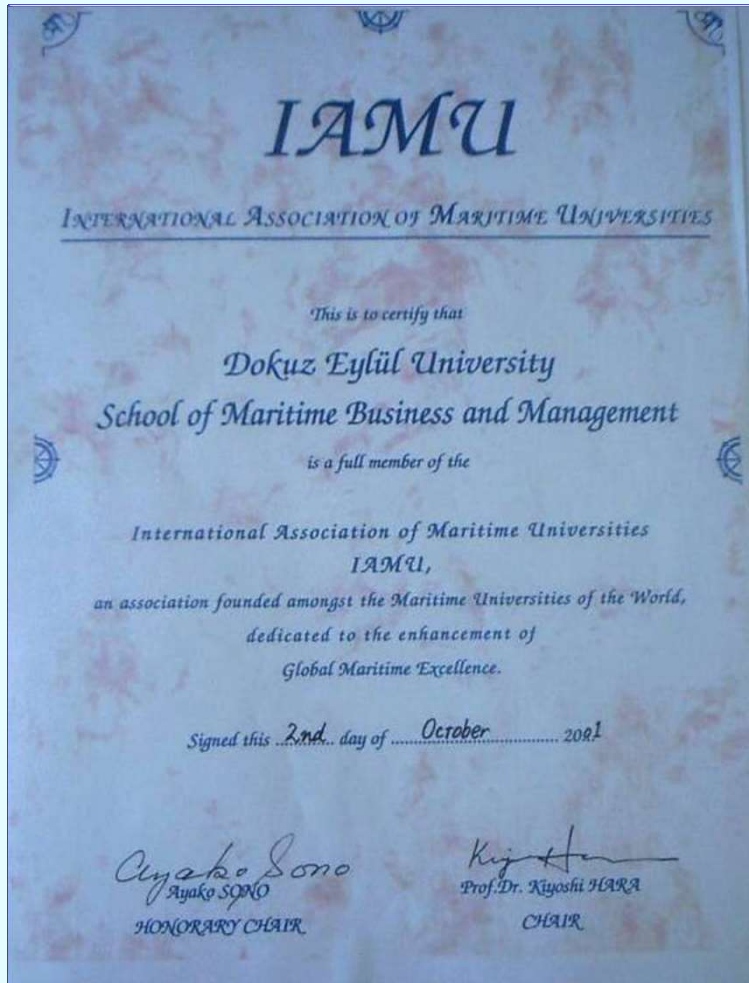 IAMU
INTERNATIONAL ASSOCIATION OF MARITIME UNIVERSITIES
This is to certify that
Dokuz Eylül University
School of Maritime Business and Management
is a full member of the
International Association of Maritime Universities
IAMU,
an association founded amongst the Maritime Universities of the World,
dedicated to the enhancement of
Global Maritime Excellence.
Signed this ..2nd.. day of ......October.................. 2001
Ayako Sono
Ayako SONO
Prof.Dr. Kiyoshi HARA
HONORARY CHAIR
CHAIR